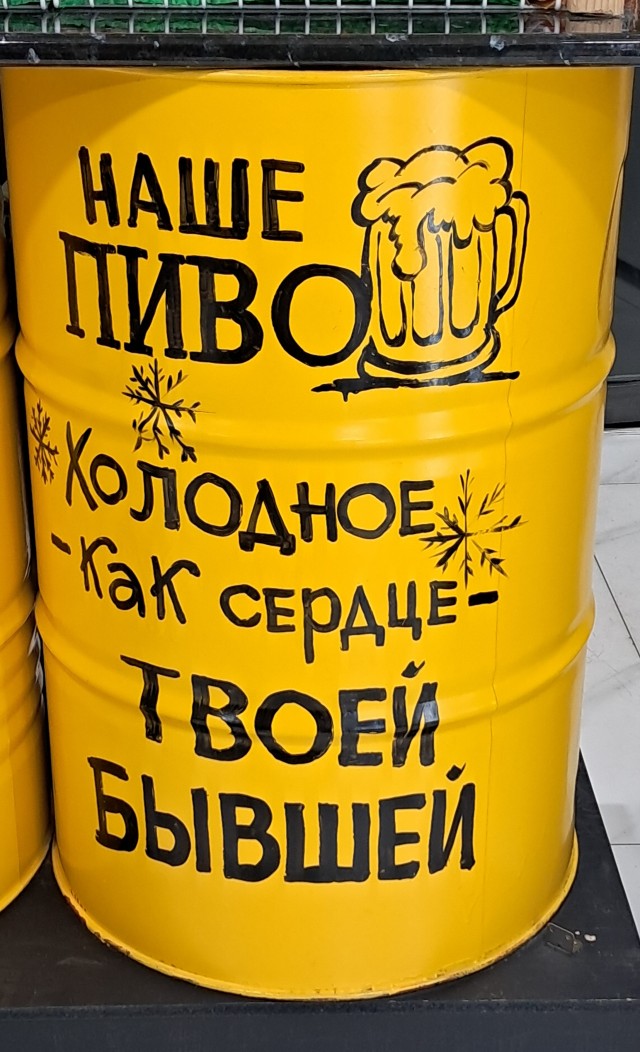 НАШЕ
ПИВО
Холодное
-как сердце-
ТВОЕЙ
БЫВШЕЙ